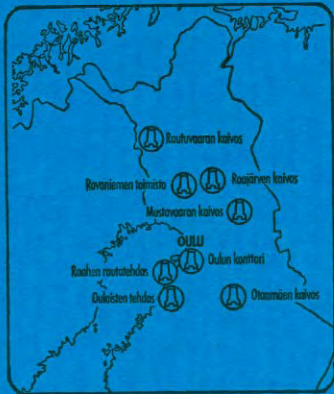 Rautuvaaran kaivos
Rovaniemen toimisto
Raajärven kaivos
Mustavaaran kaivos
OULU
Oulun konttori
Raahen rautatehdas
Oulaisten tehdas
Otanmäen kaivos